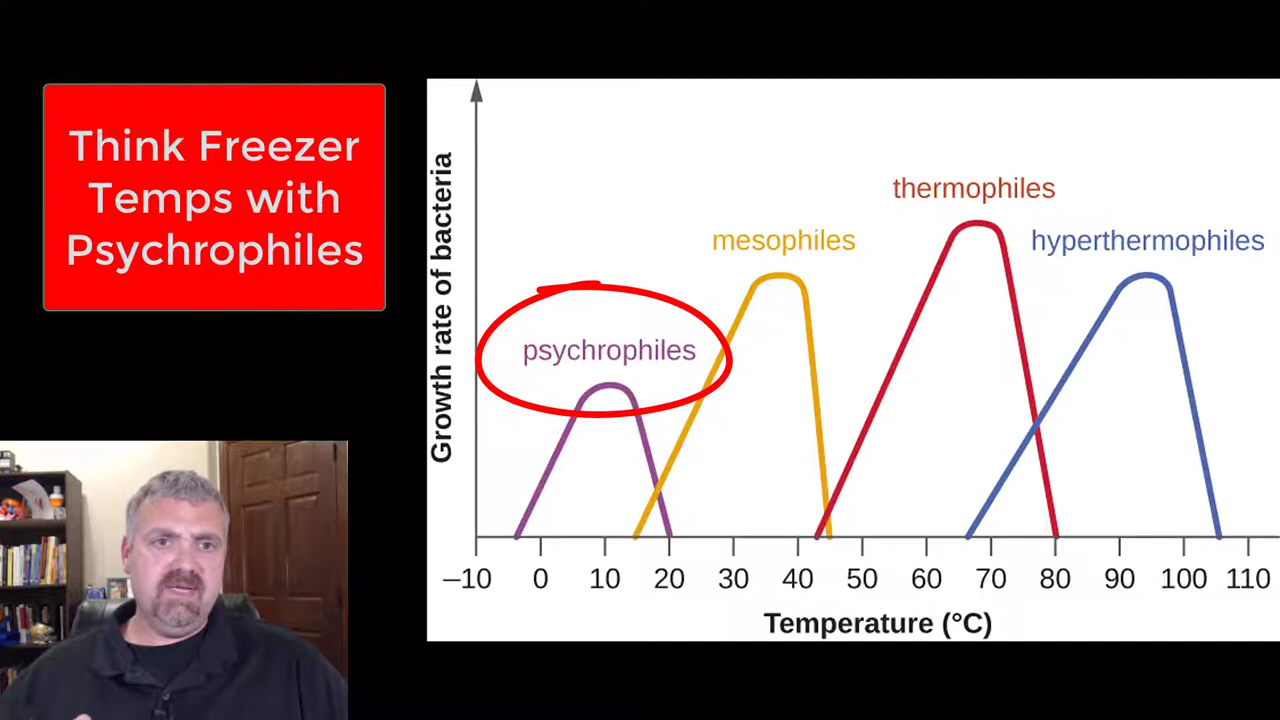 Think Freezer
Temps with
Psychrophiles
Growth rate of bacteria
psychrophiles
mesophiles
thermophiles
hyperthermophiles
–10 0 10 20 30 40 50 60 70 80 90 100 110
Temperature (°C)